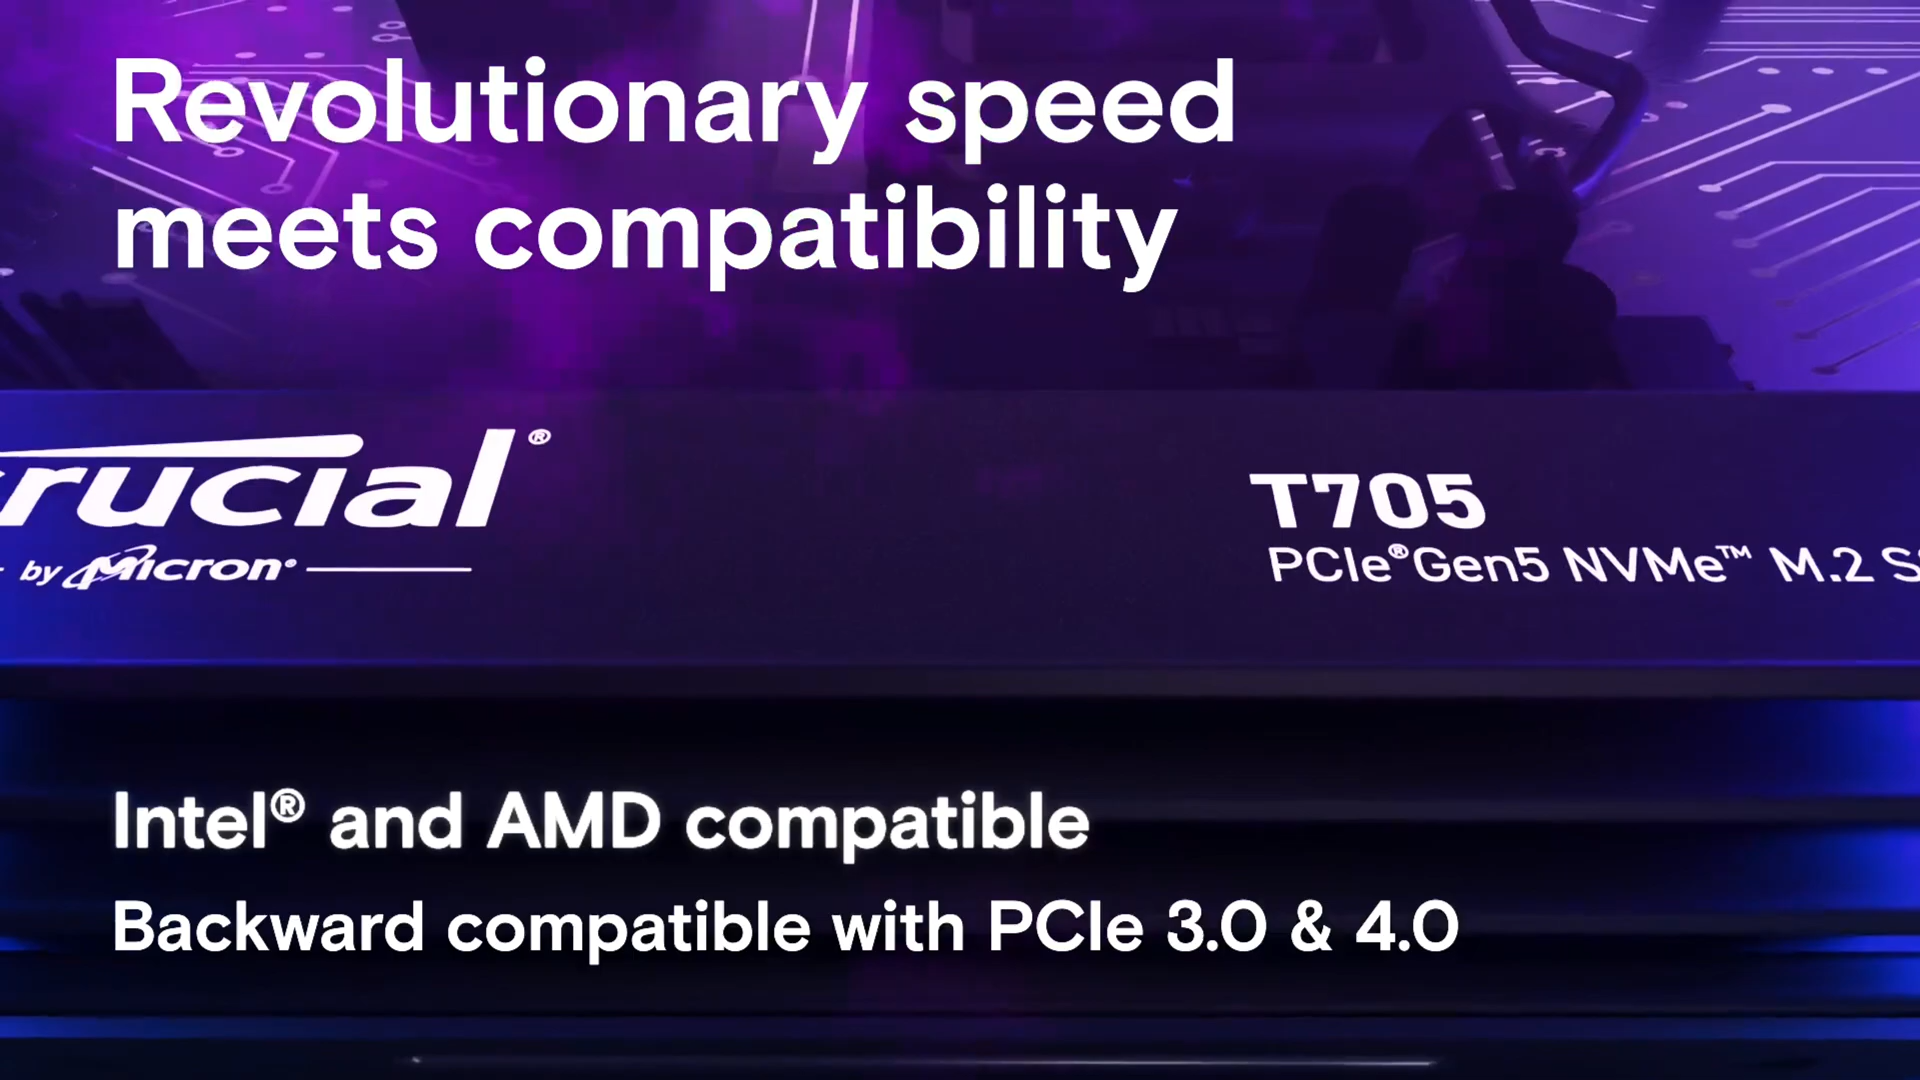 Revolutionary speed
meets compatibility
crucial®
by Micron®
T705
PCIe® Gen5 NVMe™ M.2
Intel® and AMD compatible
Backward compatible with PCIe 3.0 & 4.0